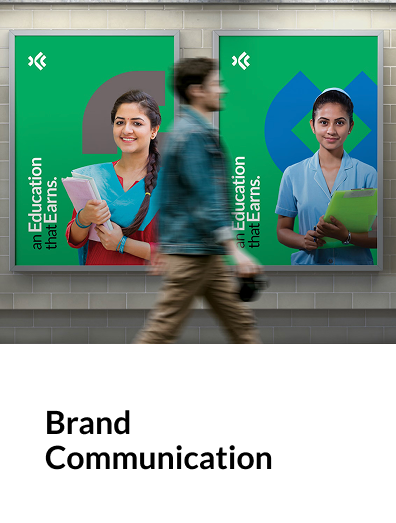 an Education
that Earns.
an Education
that Earns.
Brand
Communication